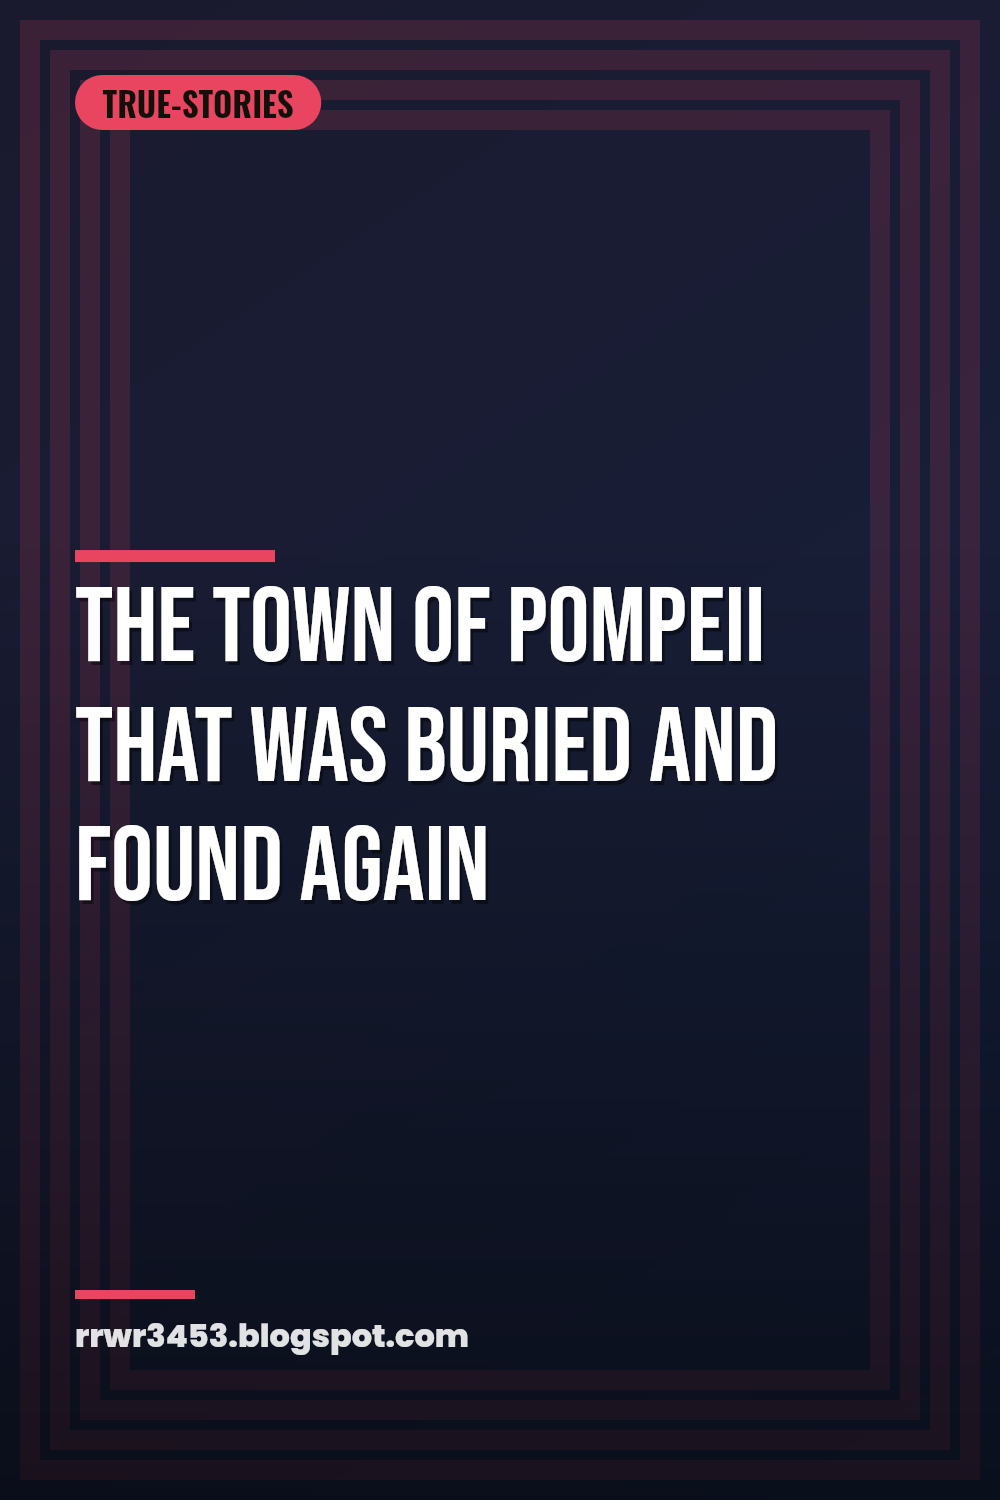 TRUE-STORIES
THE TOWN OF POMPEII
THAT WAS BURIED AND
FOUND AGAIN
rrwr3453.blogspot.com